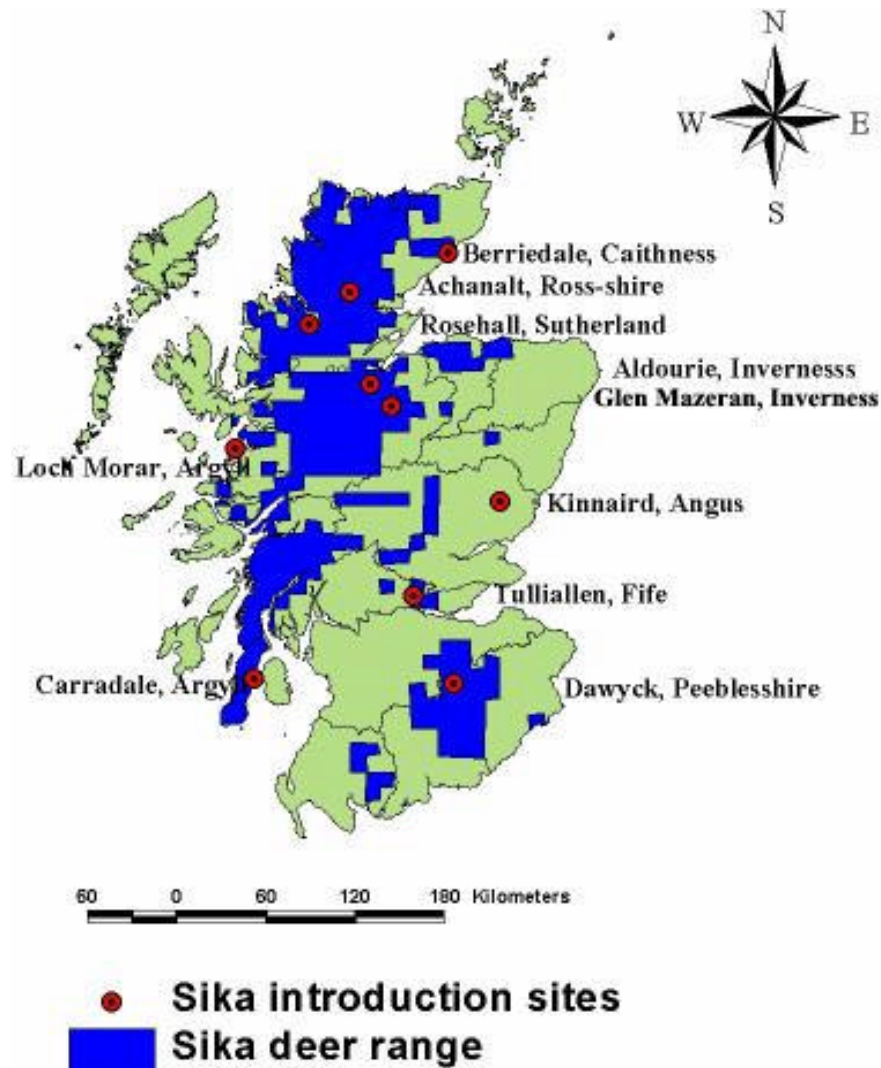 N
W E
S
Berriedale, Caithness
Achanalt, Ross-shire
Rosehall, Sutherland
Aldourie, Invernesss
Glen Mazeran, Inverness
Loch Morar, Argyll
Kinnaird, Angus
Tulliallen, Fife
Carradale, Argyll
Dawyck, Peeblesshire
60 0 60 120 180 Kilometers
Sika introduction sites
Sika deer range